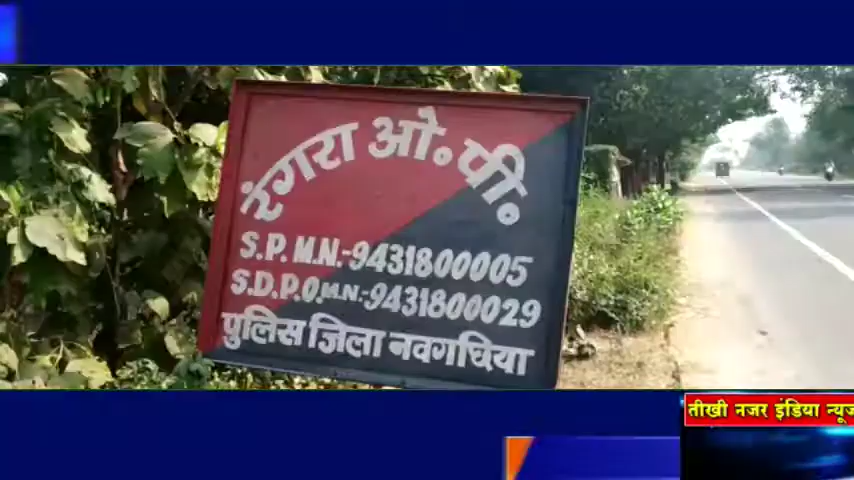 रंगरा ओ.पी.
S.P. M.N.-9431800005
S.D.P.O.M.N.-9431800029
पुलिस जिला नवगछिया
तीखी नजर इंडिया न्यूज